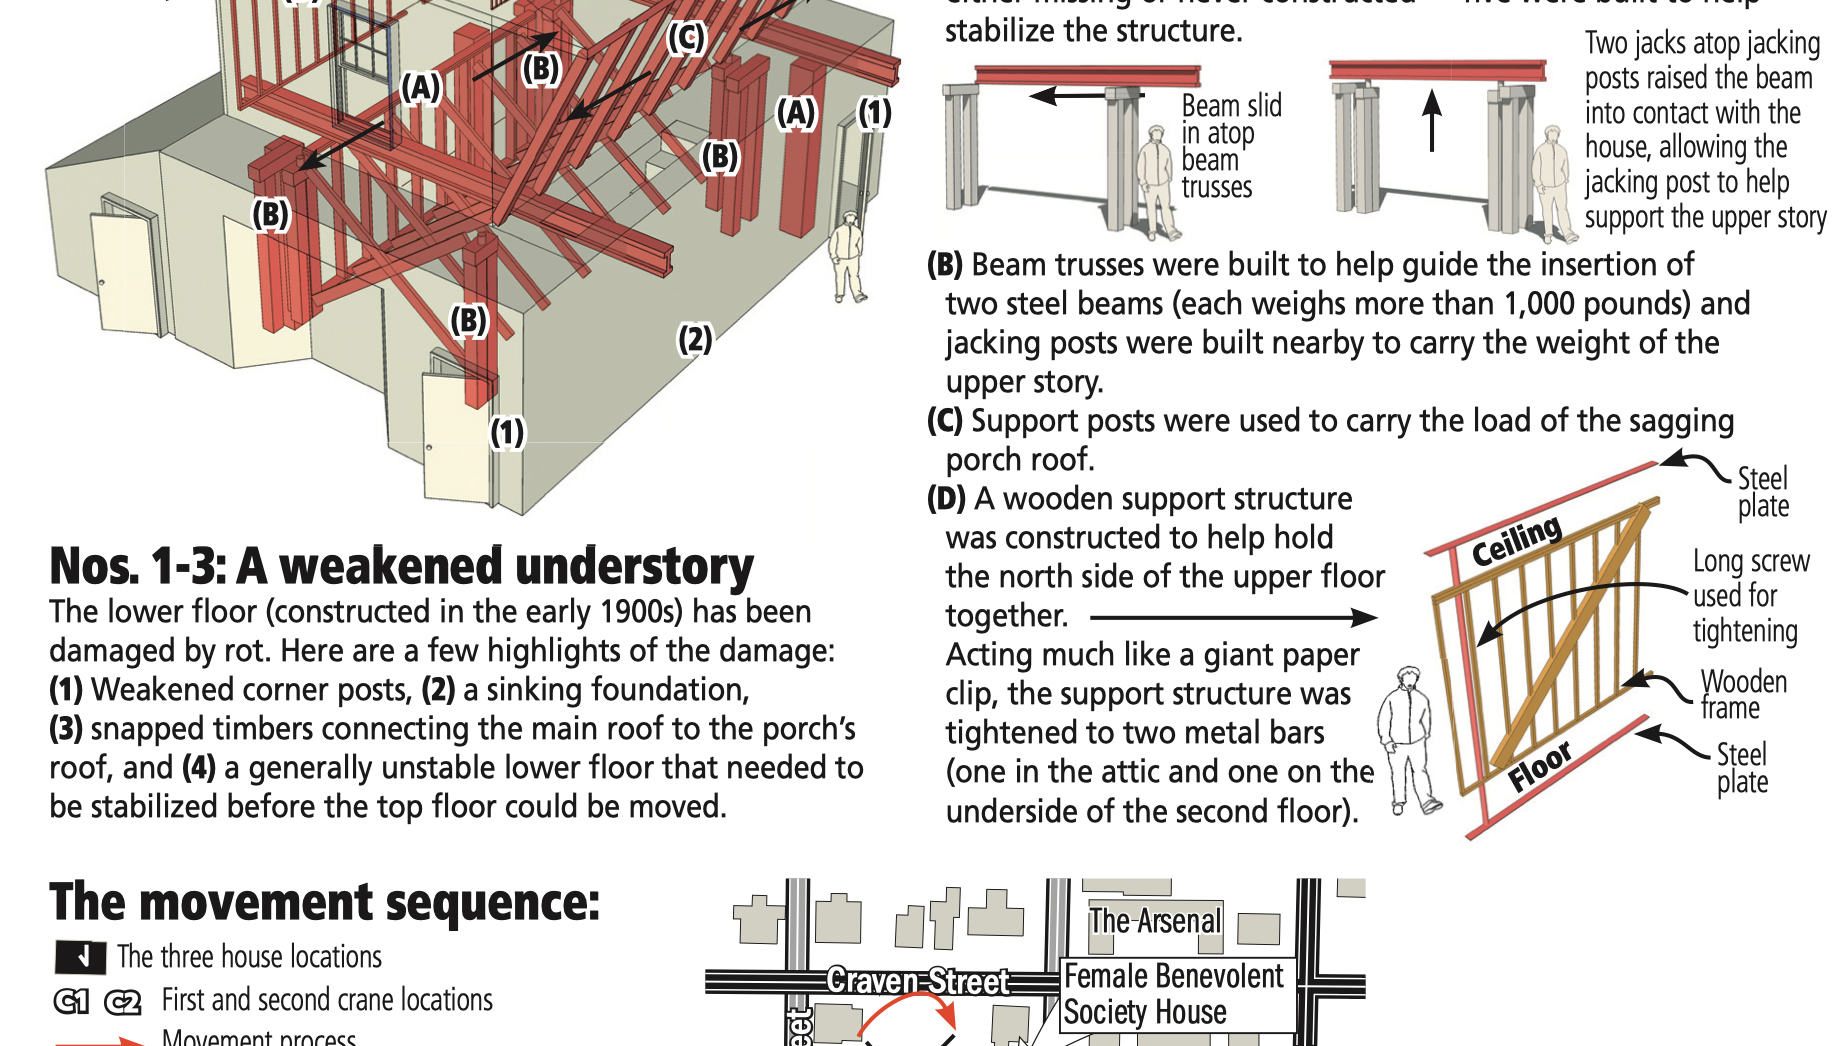 (C)
(B)
(A)
(A)
(1)
(B)
(B)
(B)
(2)
(1)
stabilize the structure.
Beam slid
in atop
beam
trusses
Two jacks atop jacking
posts raised the beam
into contact with the
house, allowing the
jacking post to help
support the upper story
(B) Beam trusses were built to help guide the insertion of
two steel beams (each weighs more than 1,000 pounds) and
jacking posts were built nearby to carry the weight of the
upper story.
(C) Support posts were used to carry the load of the sagging
porch roof.
(D) A wooden support structure
was constructed to help hold
the north side of the upper floor
together.
Acting much like a giant paper
clip, the support structure was
tightened to two metal bars
(one in the attic and one on the
underside of the second floor).
Steel
plate
Ceiling
Long screw
used for
tightening
Wooden
frame
Floor
Steel
plate
Nos. 1-3: A weakened understory
The lower floor (constructed in the early 1900s) has been
damaged by rot. Here are a few highlights of the damage:
(1) Weakened corner posts, (2) a sinking foundation,
(3) snapped timbers connecting the main roof to the porch's
roof, and (4) a generally unstable lower floor that needed to
be stabilized before the top floor could be moved.
The movement sequence:
The three house locations
C1 C2 First and second crane locations
Movement process
The Arsenal
Craven Street
Female Benevolent
Society House